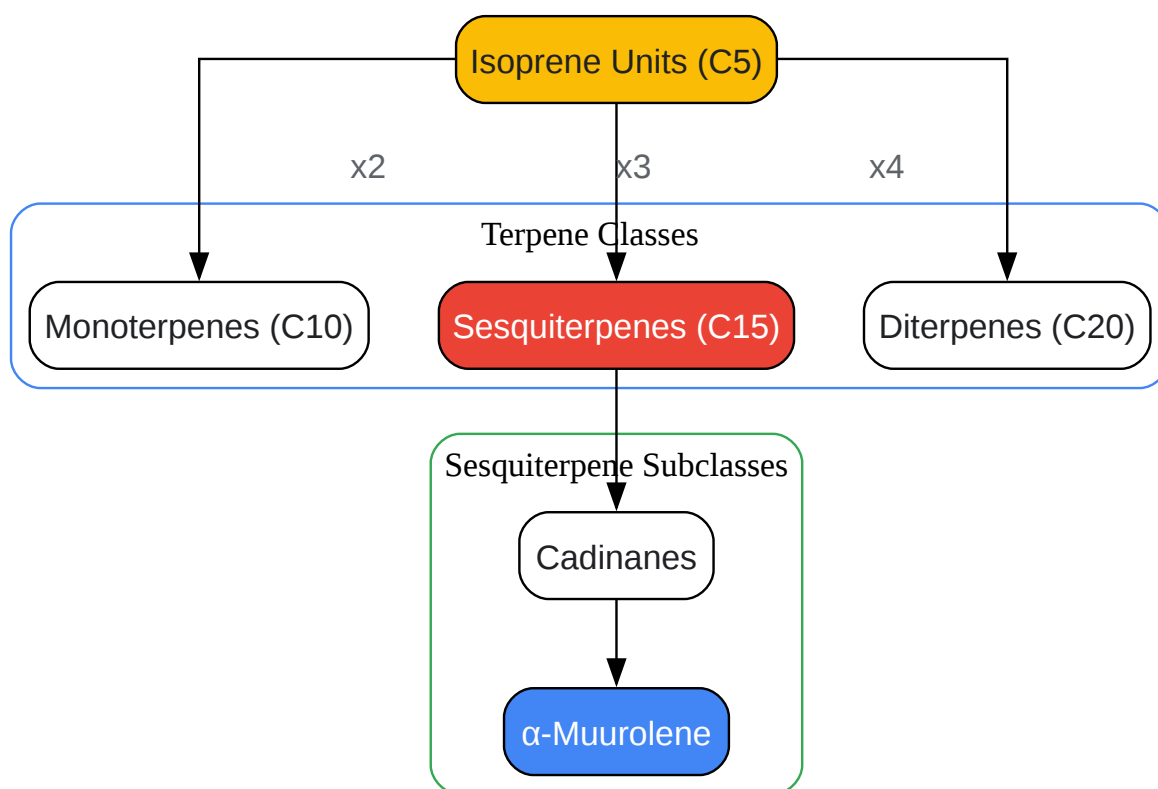 Isoprene Units (C5)
x2
x3
x4
Terpene Classes
Monoterpenes (C10)
Sesquiterpenes (C15)
Diterpenes (C20)
Sesquiterpene Subclasses
Cadinanes
α-Muurolene